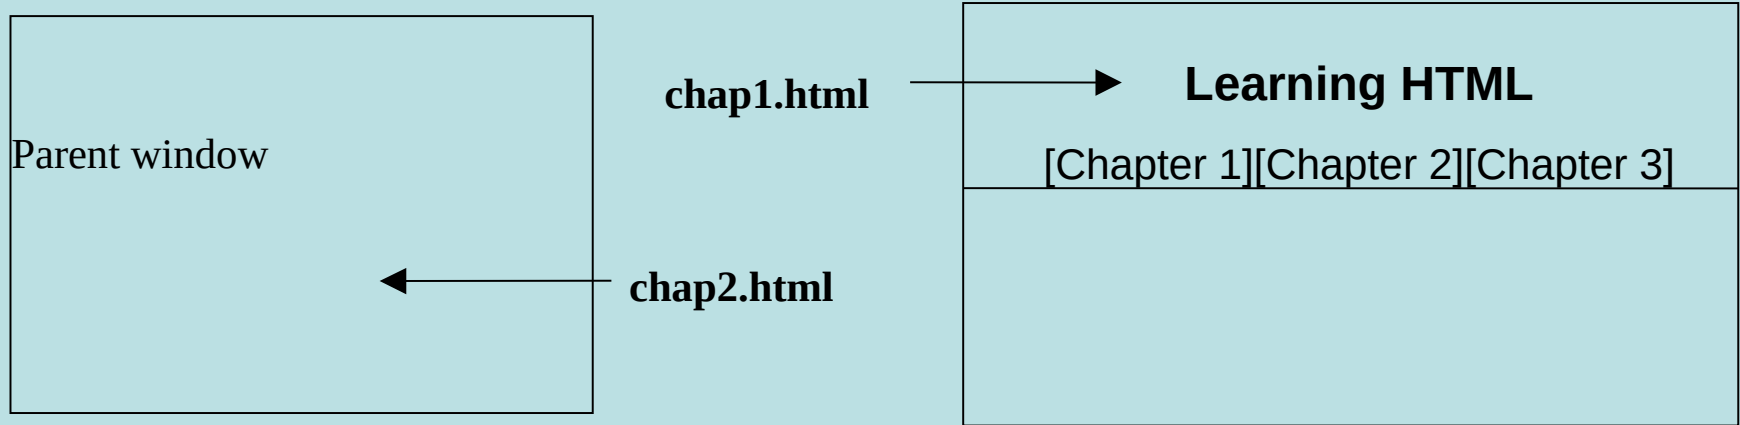 Parent window
chap1.html
chap2.html
Learning HTML
[Chapter 1][Chapter 2][Chapter 3]